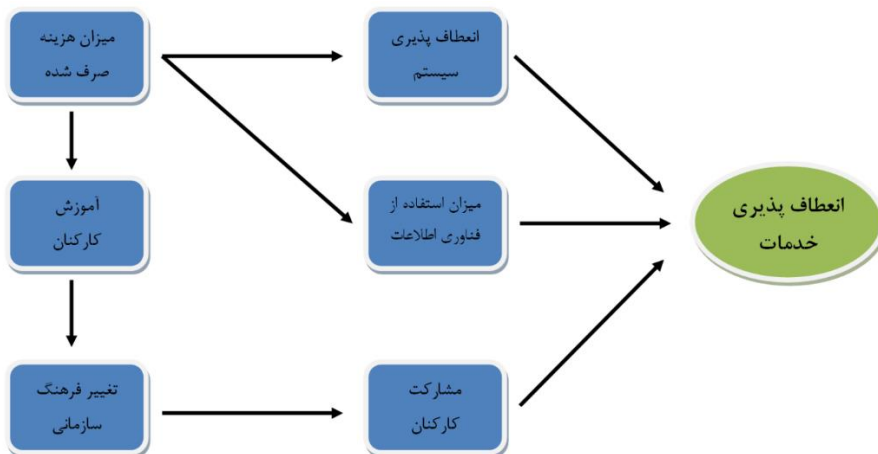 میزان هزینه
صرف شده
انعطاف پذیری
سیستم
آموزش
کارکنان
میزان استفاده از
فناوری اطلاعات
انعطاف پذیری
خدمات
تغییر فرهنگ
سازمانی
مشارکت
کارکنان